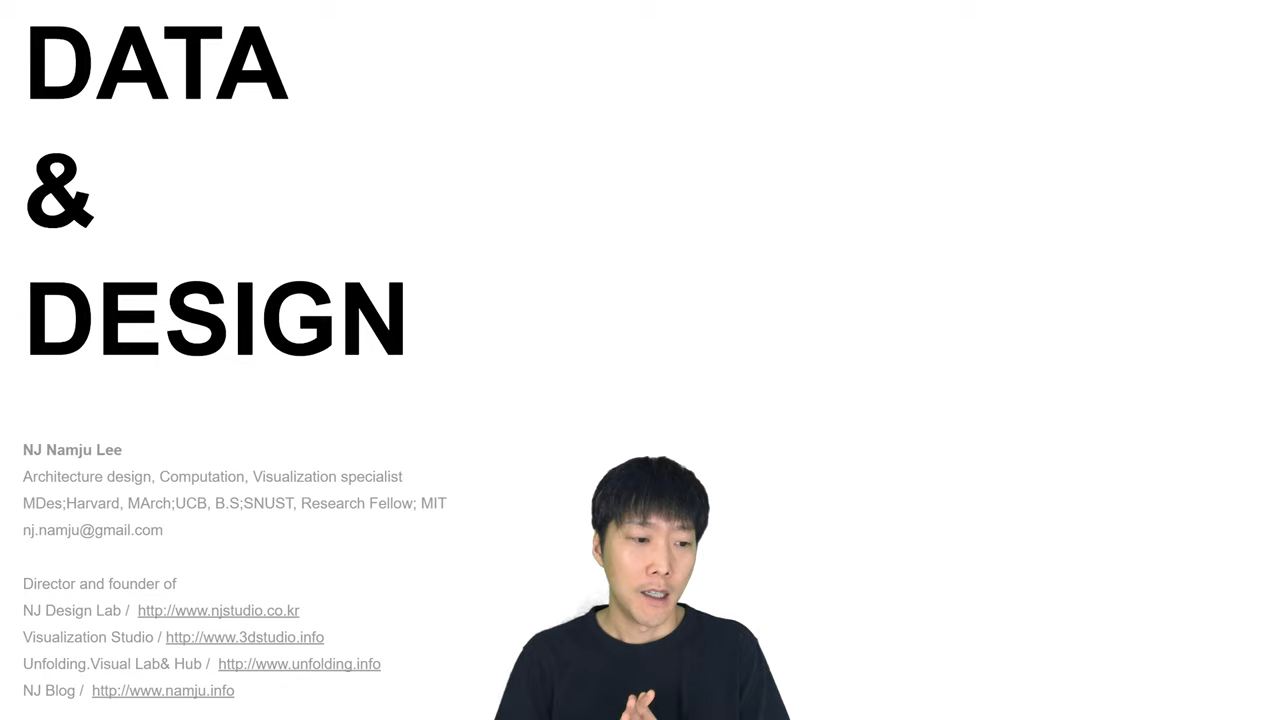 DATA
&
DESIGN
NJ Namju Lee
Architecture design, Computation, Visualization specialist
MDes;Harvard, MArch;UCB, B.S;SNUST, Research Fellow; MIT
nj.namju@gmail.com
Director and founder of
NJ Design Lab / http://www.njstudio.co.kr
Visualization Studio / http://www.3dstudio.info
Unfolding.Visual Lab& Hub / http://www.unfolding.info
NJ Blog / http://www.namju.info